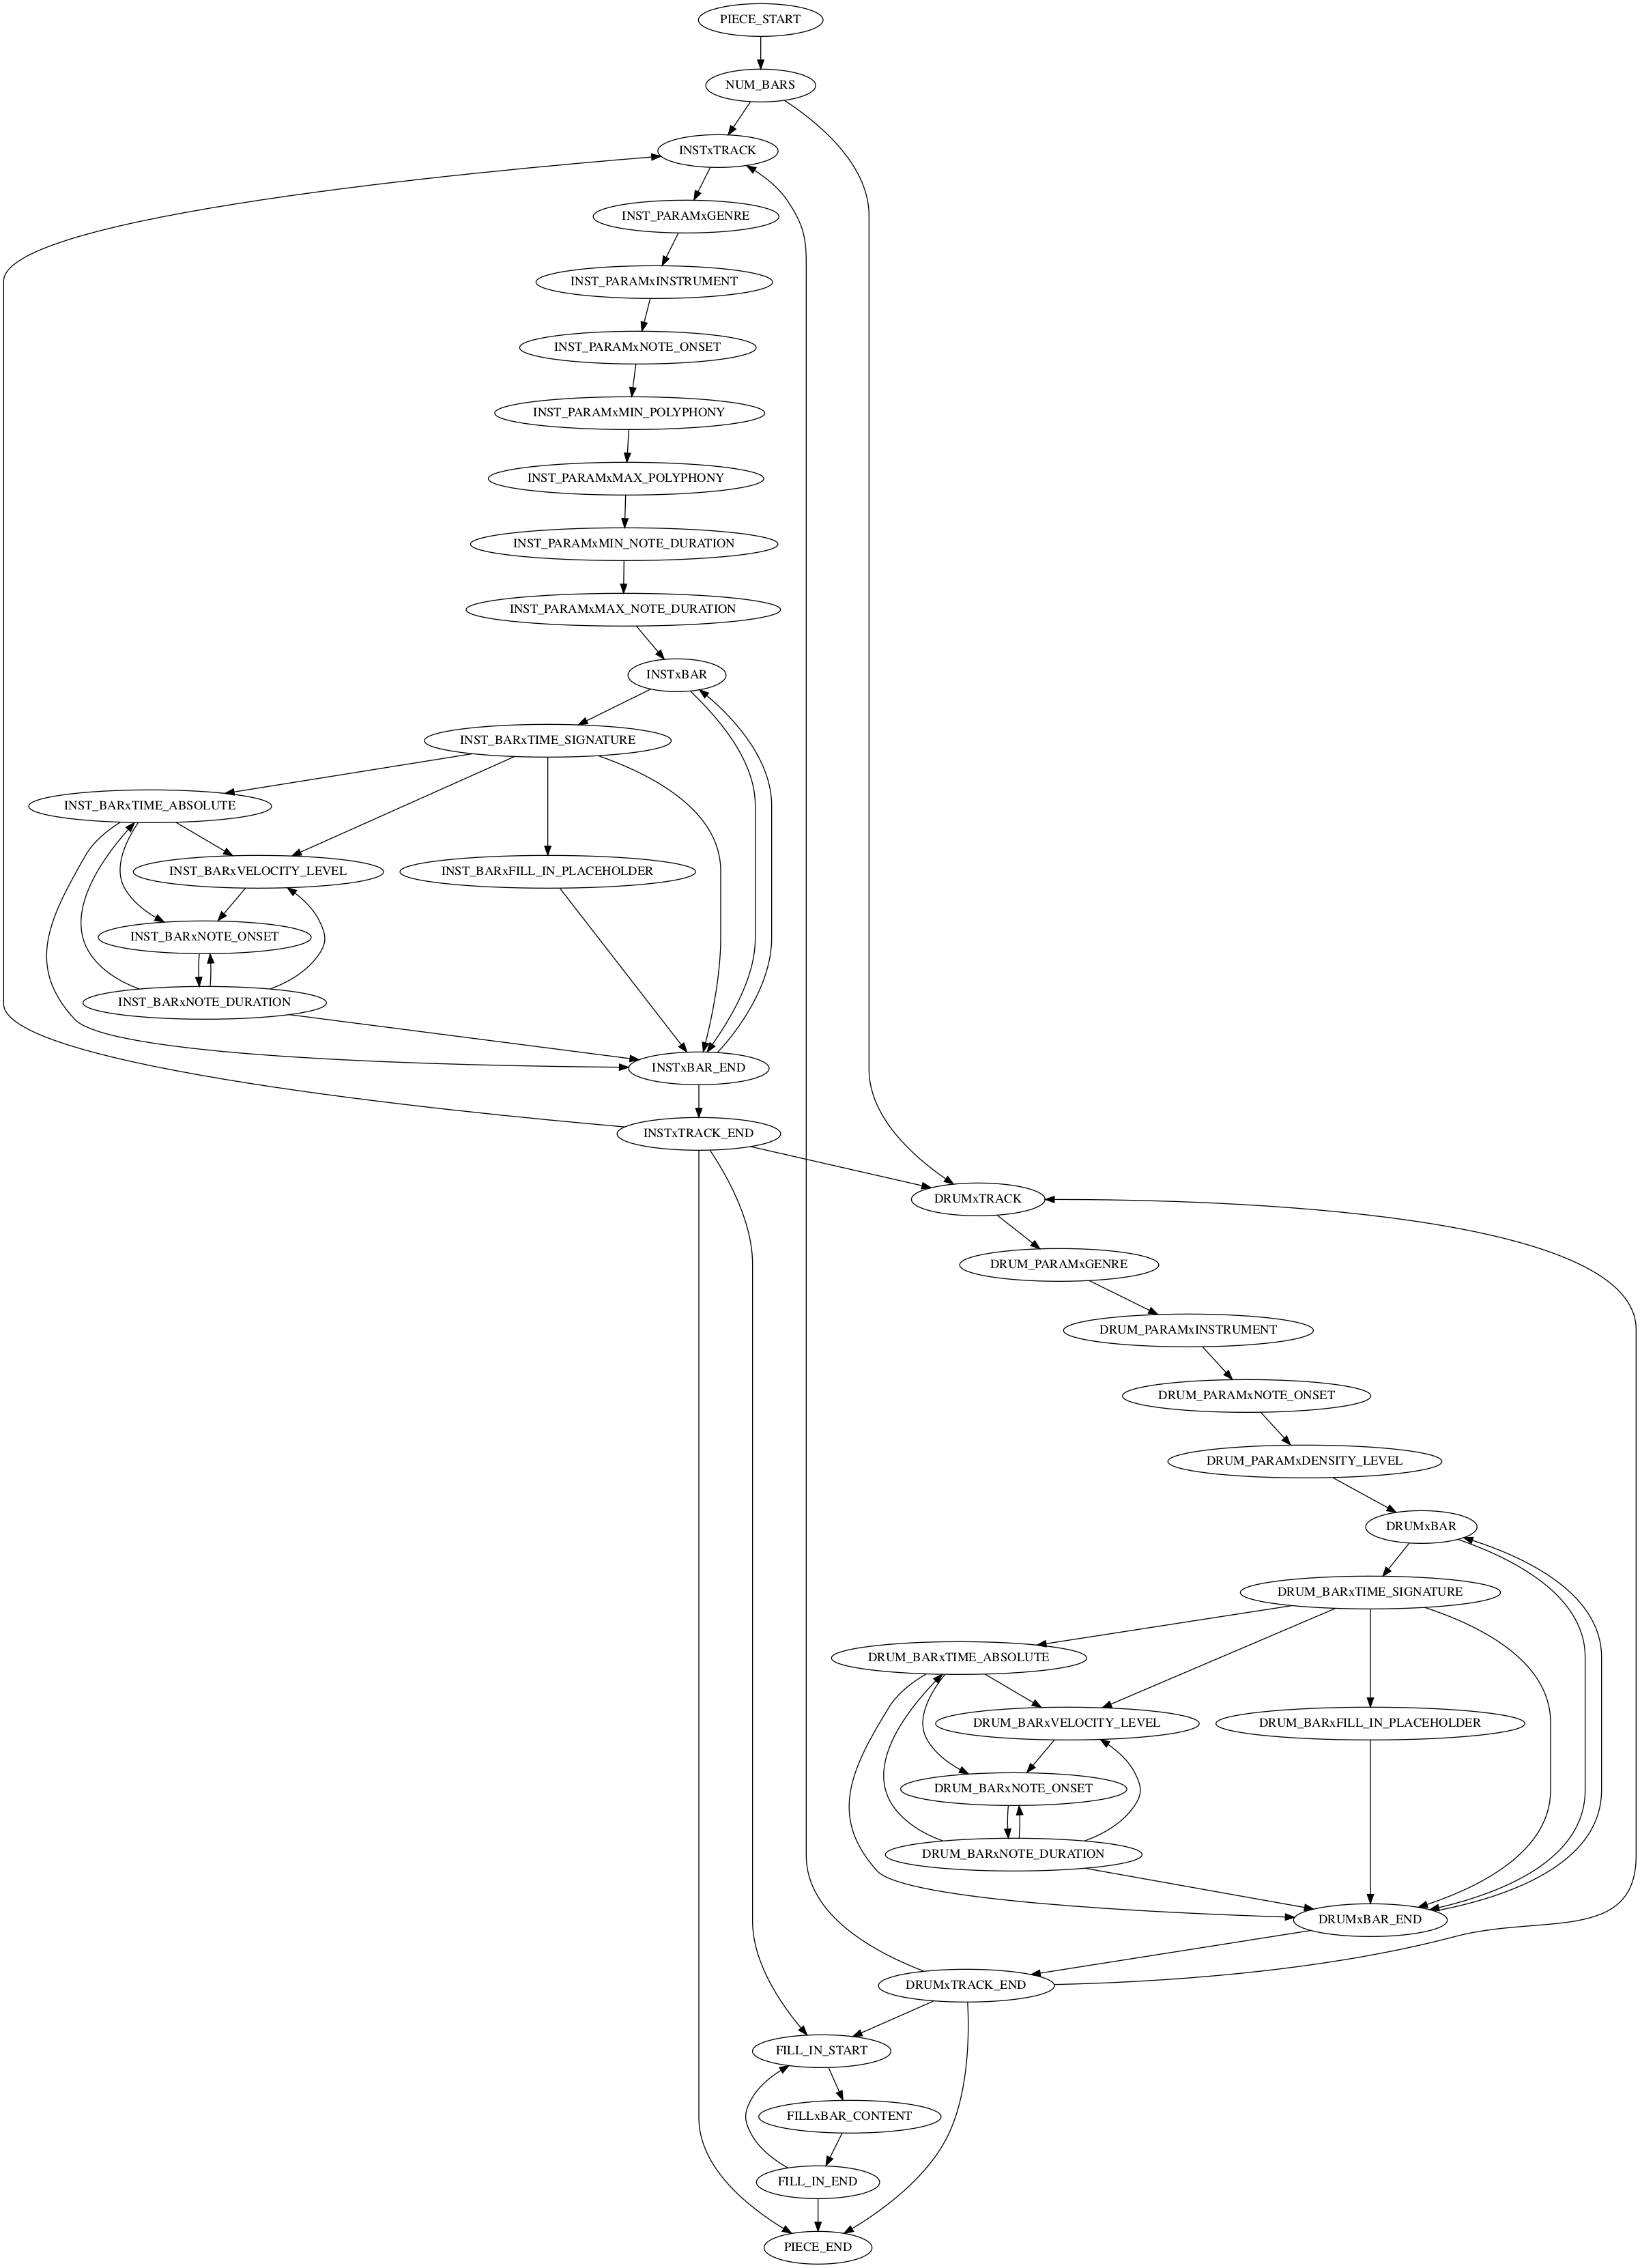 PIECE_START
NUM_BARS
INSTxTRACK
INST_PARAMxGENRE
INST_PARAMxINSTRUMENT
INST_PARAMxNOTE_ONSET
INST_PARAMxMIN_POLYPHONY
INST_PARAMxMAX_POLYPHONY
INST_PARAMxMIN_NOTE_DURATION
INST_PARAMxMAX_NOTE_DURATION
INSTxBAR
INST_BARxTIME_SIGNATURE
INST_BARxTIME_ABSOLUTE
INST_BARxVELOCITY_LEVEL
INST_BARxFILL_IN_PLACEHOLDER
INST_BARxNOTE_ONSET
INST_BARxNOTE_DURATION
INSTxBAR_END
INSTxTRACK_END
DRUMxTRACK
DRUM_PARAMxGENRE
DRUM_PARAMxINSTRUMENT
DRUM_PARAMxNOTE_ONSET
DRUM_PARAMxDENSITY_LEVEL
DRUMxBAR
DRUM_BARxTIME_SIGNATURE
DRUM_BARxTIME_ABSOLUTE
DRUM_BARxVELOCITY_LEVEL
DRUM_BARxFILL_IN_PLACEHOLDER
DRUM_BARxNOTE_ONSET
DRUM_BARxNOTE_DURATION
DRUMxBAR_END
DRUMxTRACK_END
FILL_IN_START
FILLxBAR_CONTENT
FILL_IN_END
PIECE_END